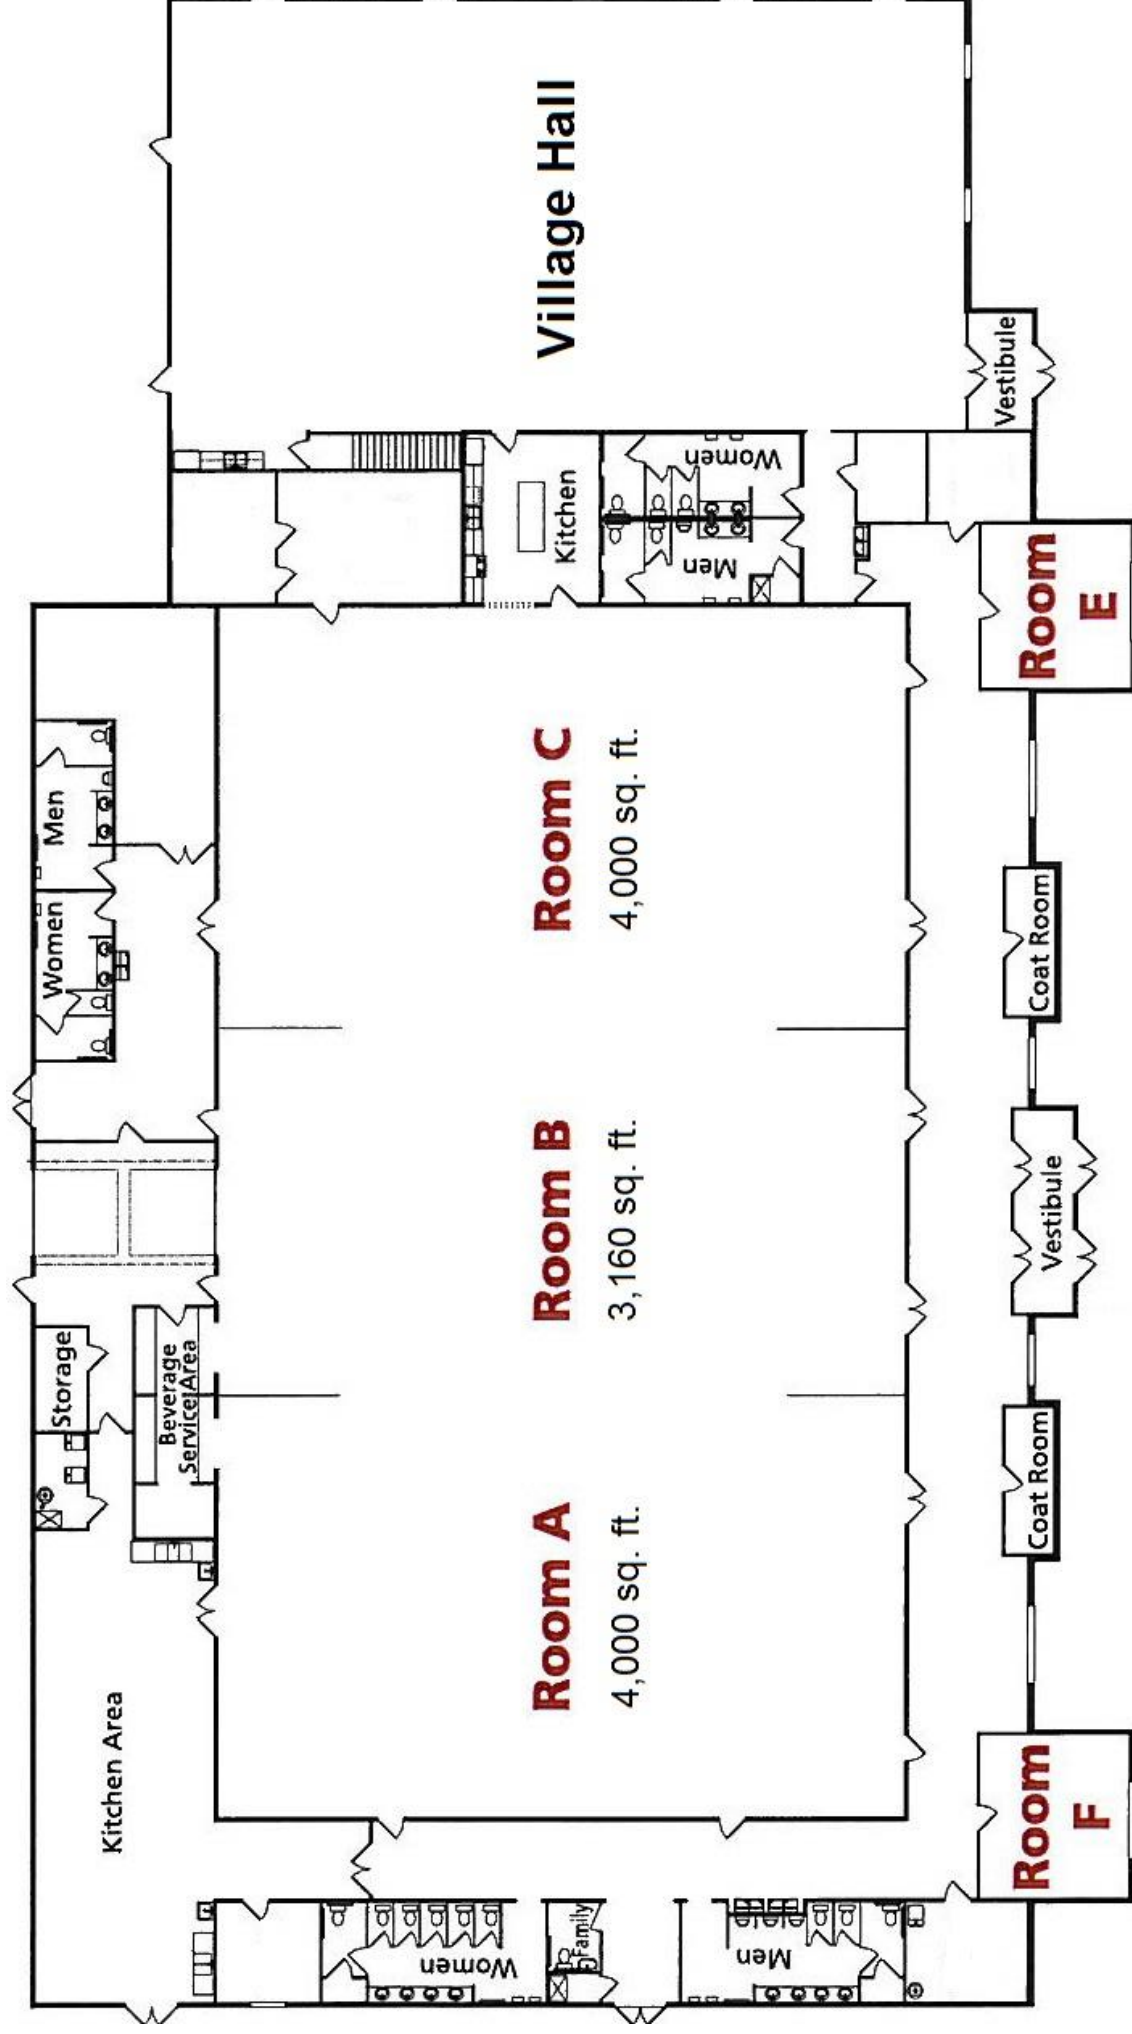 Kitchen Area
Storage
Beverage
Service Area
Women
Men
Room A
4,000 sq. ft.
Room B
3,160 sq. ft.
Room C
4,000 sq. ft.
Kitchen
Men
Women
Village Hall
Vestibule
Women
Family
Men
Room
F
Coat Room
Vestibule
Coat Room
Room
E